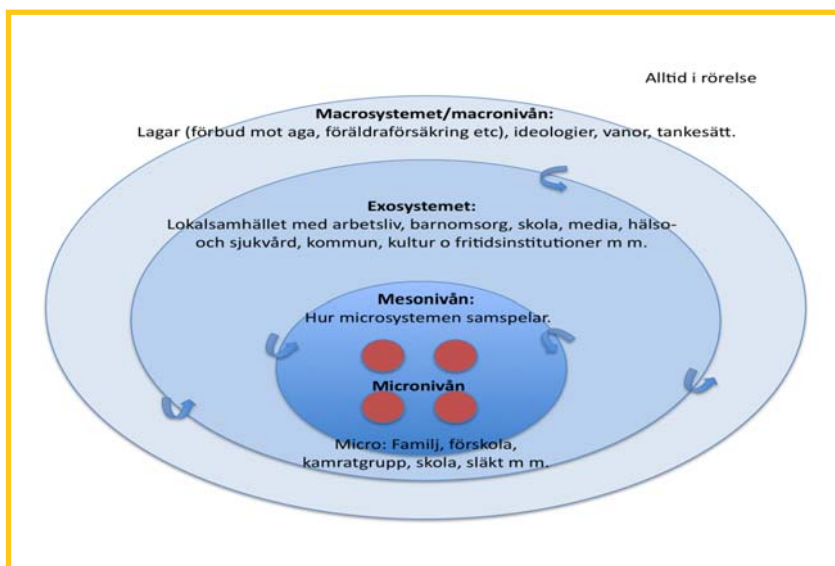 Alltid i rörelse
Macrosystemet/macronivån:
Lagar (förbud mot aga, föräldraförsäkring etc), ideologier, vanor, tankesätt.
Exosystemet:
Lokalsamhället med arbetsliv, barnomsorg, skola, media, hälso-
och sjukvård, kommun, kultur o fritidsinstitutioner m m.
Mesonivån:
Hur microsystemen samspelar.
Micronivån
Micro: Familj, förskola,
kamratgrupp, skola, släkt m m.